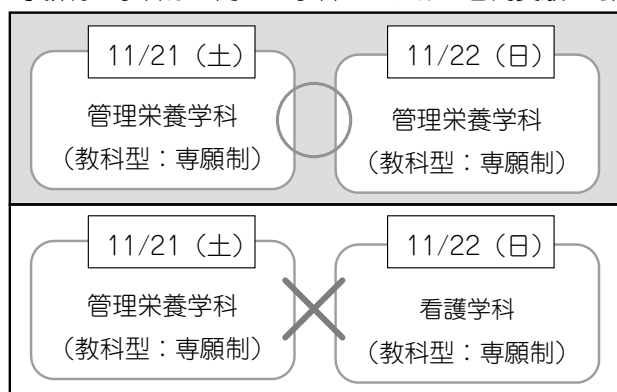 11/21（土）
管理栄養学科
（教科型：専願制）
11/22（日）
管理栄養学科
（教科型：専願制）
11/21（土）
管理栄養学科
（教科型：専願制）
11/22（日）
看護学科
（教科型：専願制）